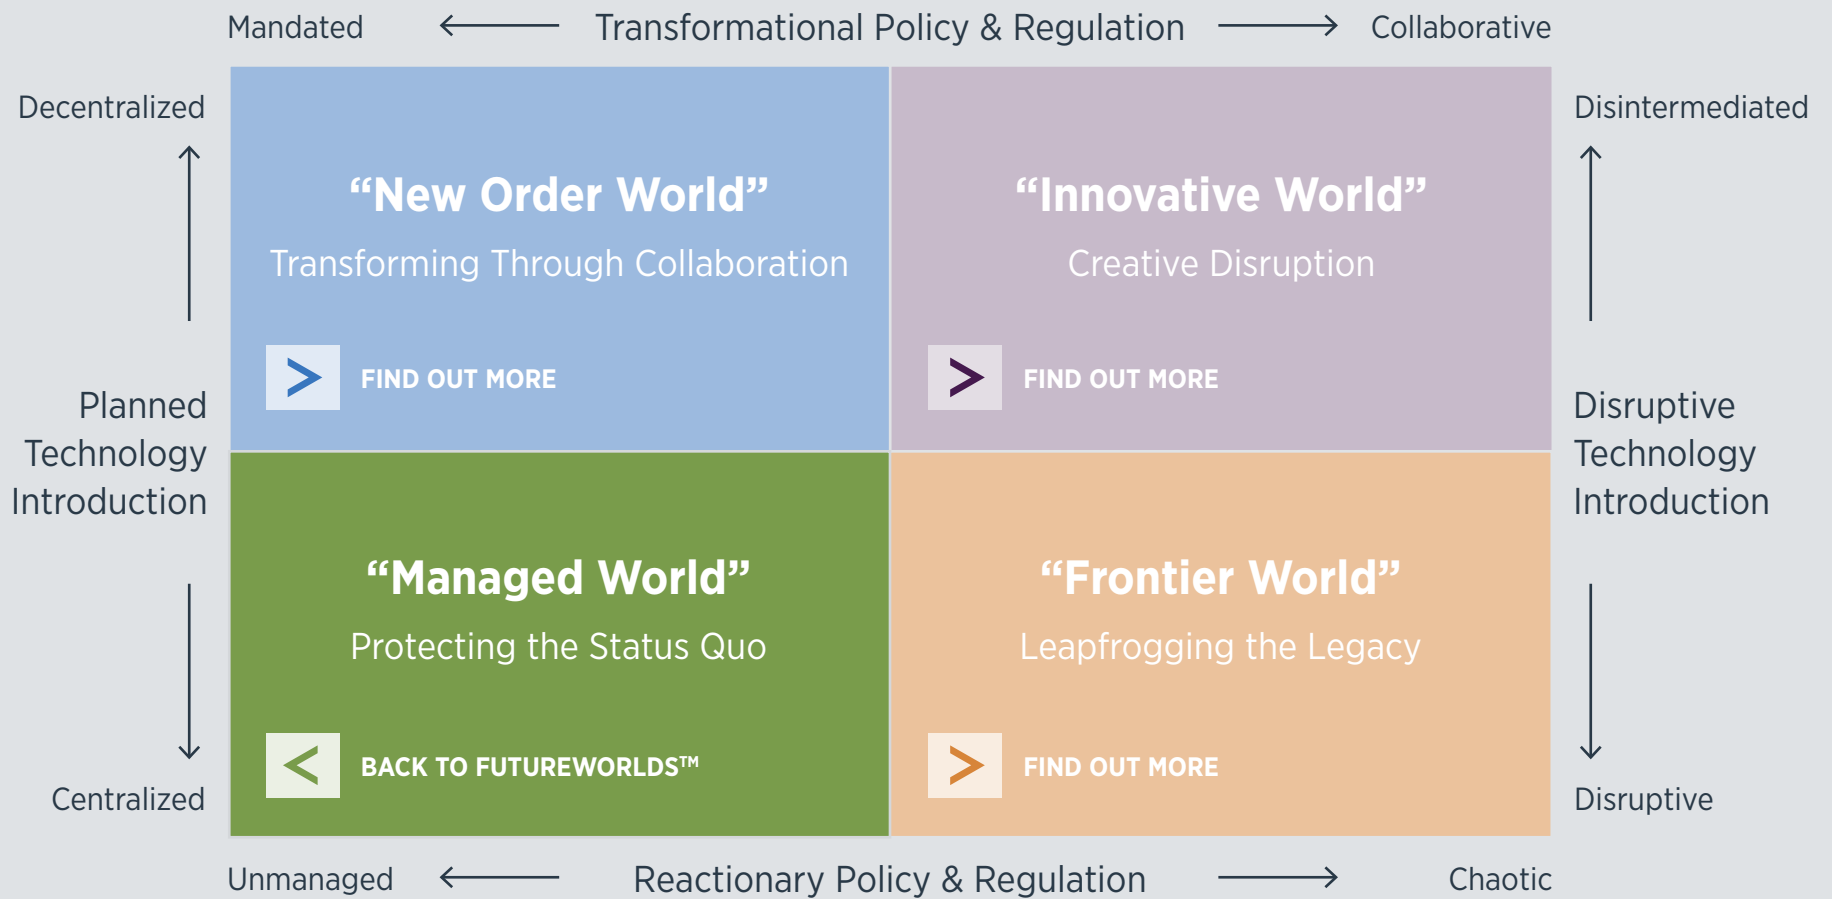 Mandated
Transformational Policy & Regulation
Collaborative
Decentralized
Disintermediated
“New Order World”
Transforming Through Collaboration
FIND OUT MORE
“Innovative World”
Creative Disruption
FIND OUT MORE
Planned
Technology
Introduction
Disruptive
Technology
Introduction
“Managed World”
Protecting the Status Quo
BACK TO FUTUREWORLDS™
“Frontier World”
Leapfrogging the Legacy
FIND OUT MORE
Centralized
Disruptive
Unmanaged
Reactionary Policy & Regulation
Chaotic